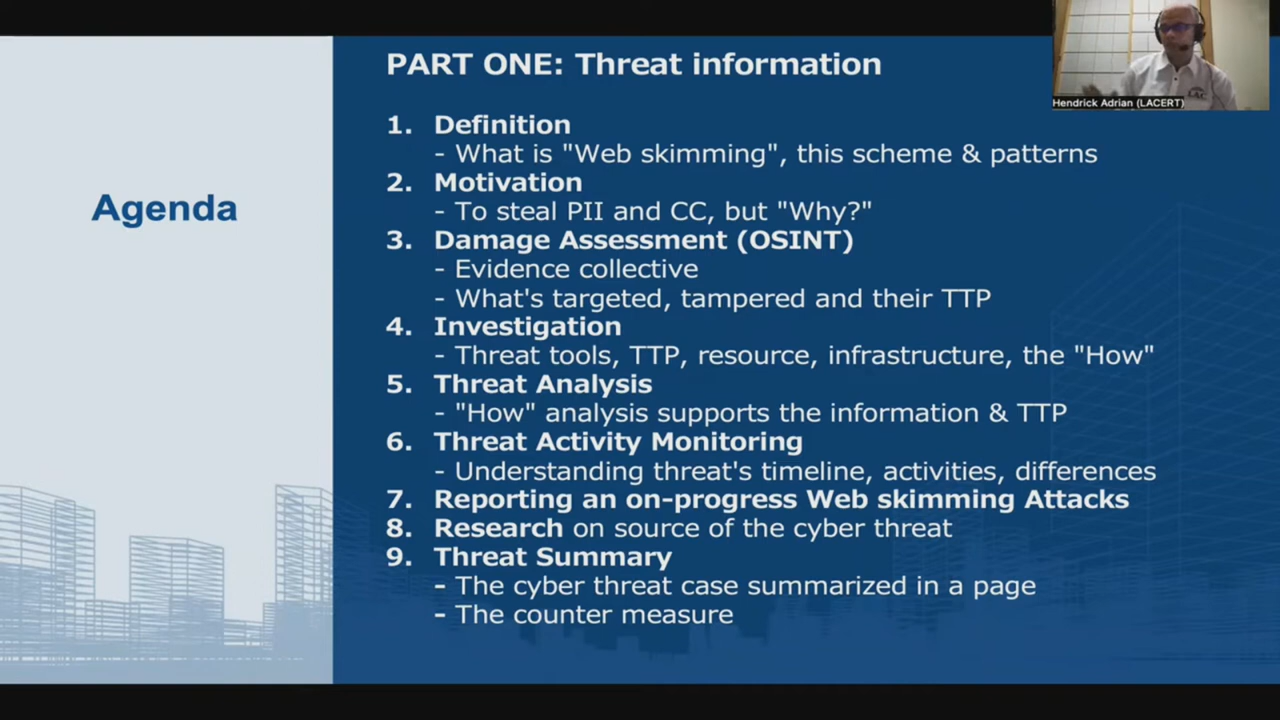 PART ONE: Threat information
Hendrick Adrian (LACERT)
Agenda
1. Definition
- What is "Web skimming", this scheme & patterns
2. Motivation
- To steal PII and CC, but "Why?"
3. Damage Assessment (OSINT)
- Evidence collective
- What's targeted, tampered and their TTP
4. Investigation
- Threat tools, TTP, resource, infrastructure, the "How"
5. Threat Analysis
- "How" analysis supports the information & TTP
6. Threat Activity Monitoring
- Understanding threat's timeline, activities, differences
7. Reporting an on-progress Web skimming Attacks
8. Research on source of the cyber threat
9. Threat Summary
- The cyber threat case summarized in a page
- The counter measure